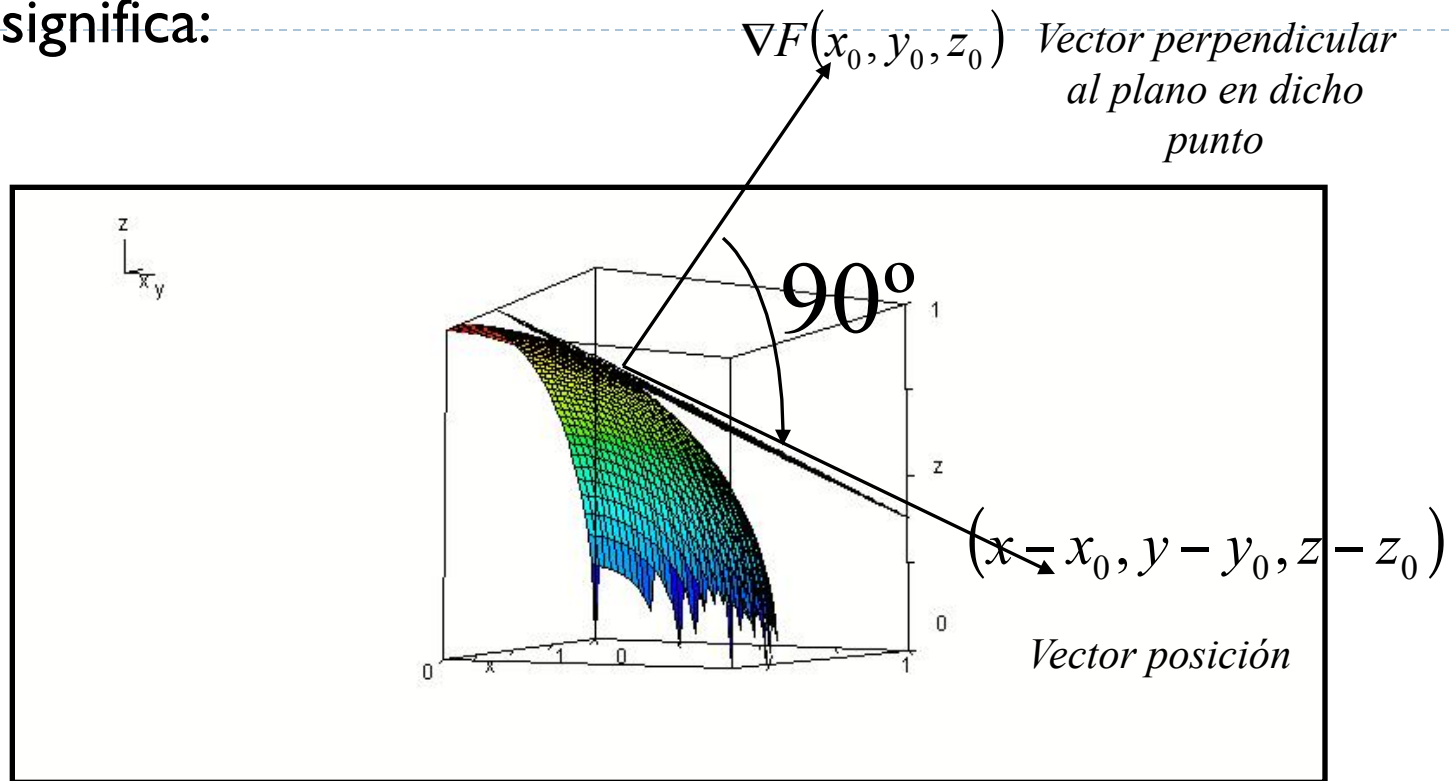 significa:
∇F(x₀, y₀, z₀) Vector perpendicular
al plano en dicho
punto
z
x y
90º
1
z
(x − x₀, y − y₀, z − z₀)
0
Vector posición
0 x 1 0 y 1